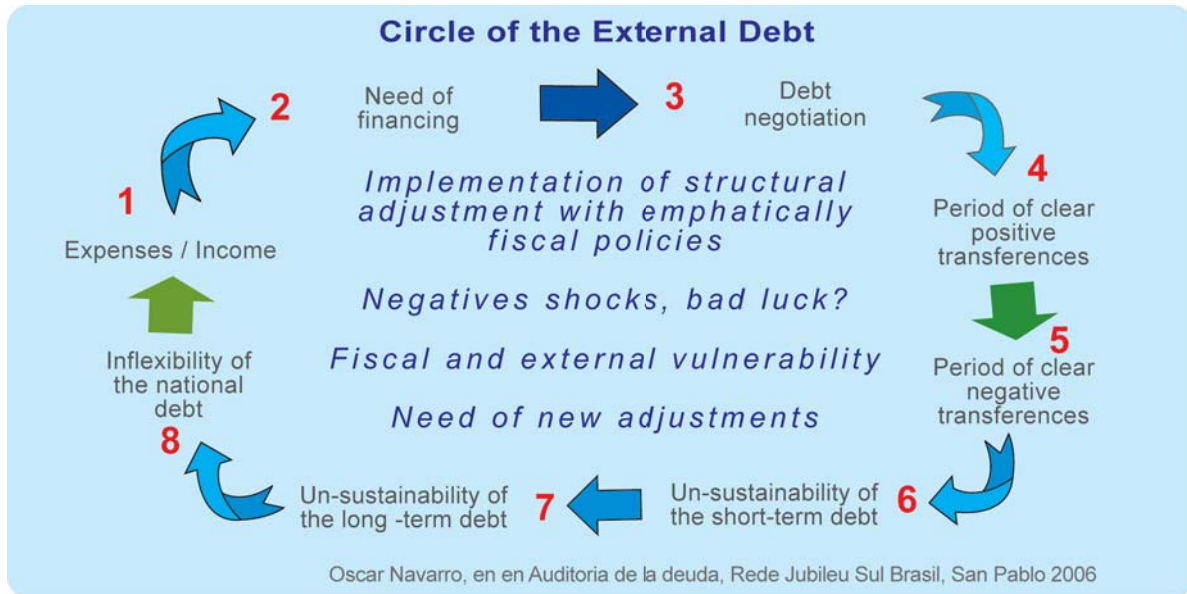 Circle of the External Debt
2
Need of
financing
3
Debt
negotiation
1
Expenses / Income
Implementation of structural
adjustment with emphatically
fiscal policies
4
Period of clear
positive
transferences
Negatives shocks, bad luck?
Fiscal and external vulnerability
Need of new adjustments
5
Period of clear
negative
transferences
Inflexibility of
the national
debt
8
Un-sustainability of
the long -term debt
7
Un-sustainability of
the short-term debt
6
Oscar Navarro, en en Auditoria de la deuda, Rede Jubileu Sul Brasil, San Pablo 2006